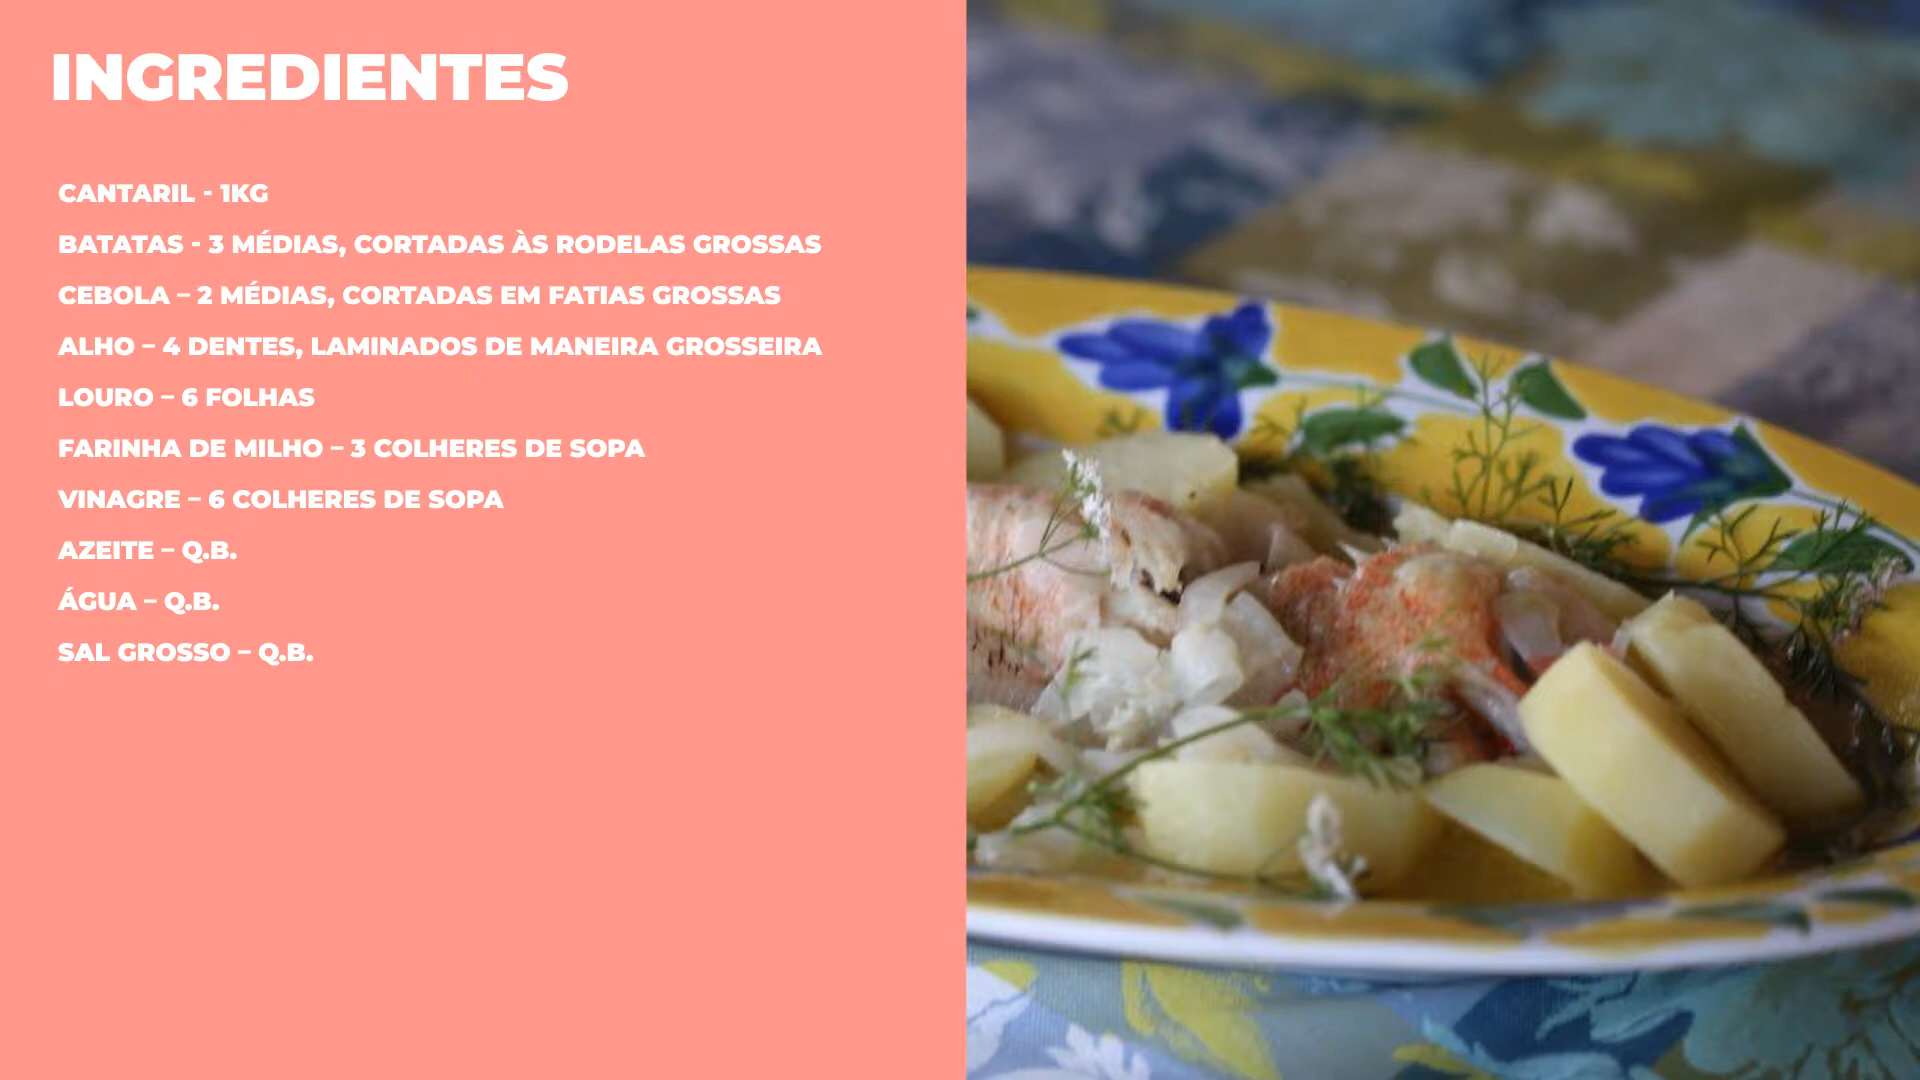 INGREDIENTES
CANTARIL - 1KG
BATATAS - 3 MÉDIAS, CORTADAS ÀS RODELAS GROSSAS
CEBOLA – 2 MÉDIAS, CORTADAS EM FATIAS GROSSAS
ALHO – 4 DENTES, LAMINADOS DE MANEIRA GROSSEIRA
LOURO – 6 FOLHAS
FARINHA DE MILHO – 3 COLHERES DE SOPA
VINAGRE – 6 COLHERES DE SOPA
AZEITE – Q.B.
ÁGUA – Q.B.
SAL GROSSO – Q.B.